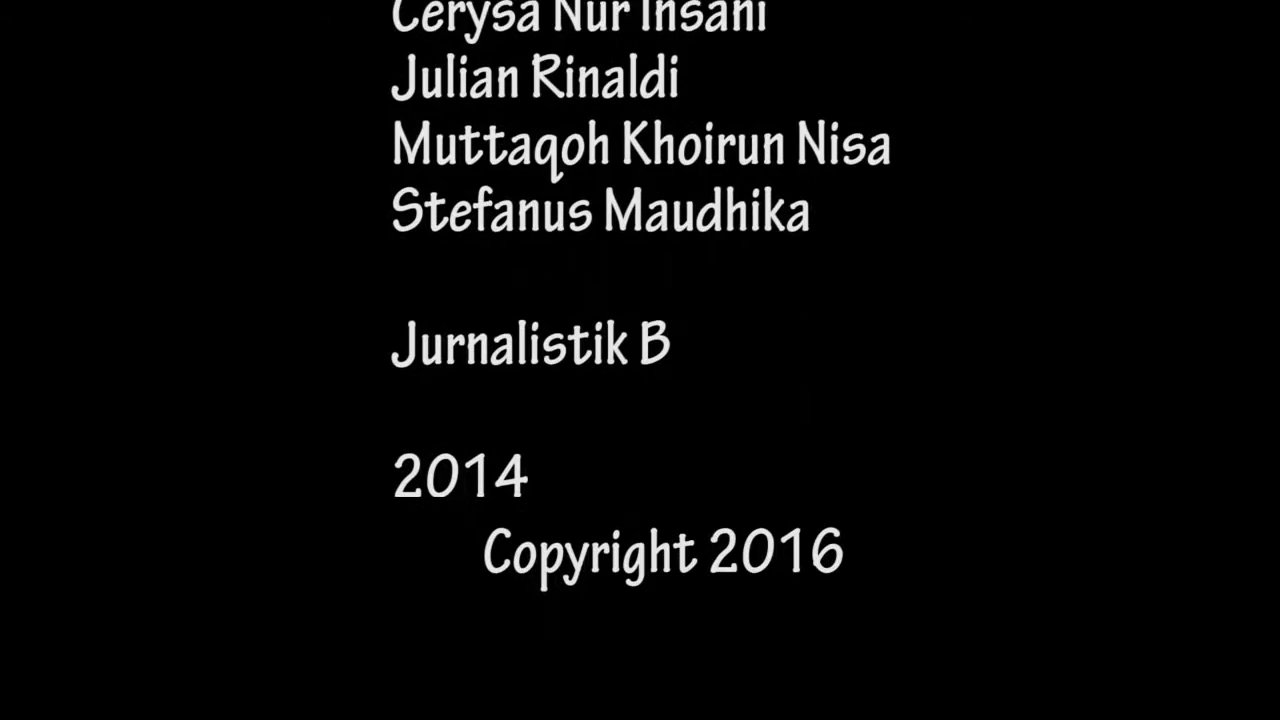 Cerysa Nur Insani
Julian Rinaldi
Muttaqoh Khoirun Nisa
Stefanus Maudhika
Jurnalistik B
2014
Copyright 2016